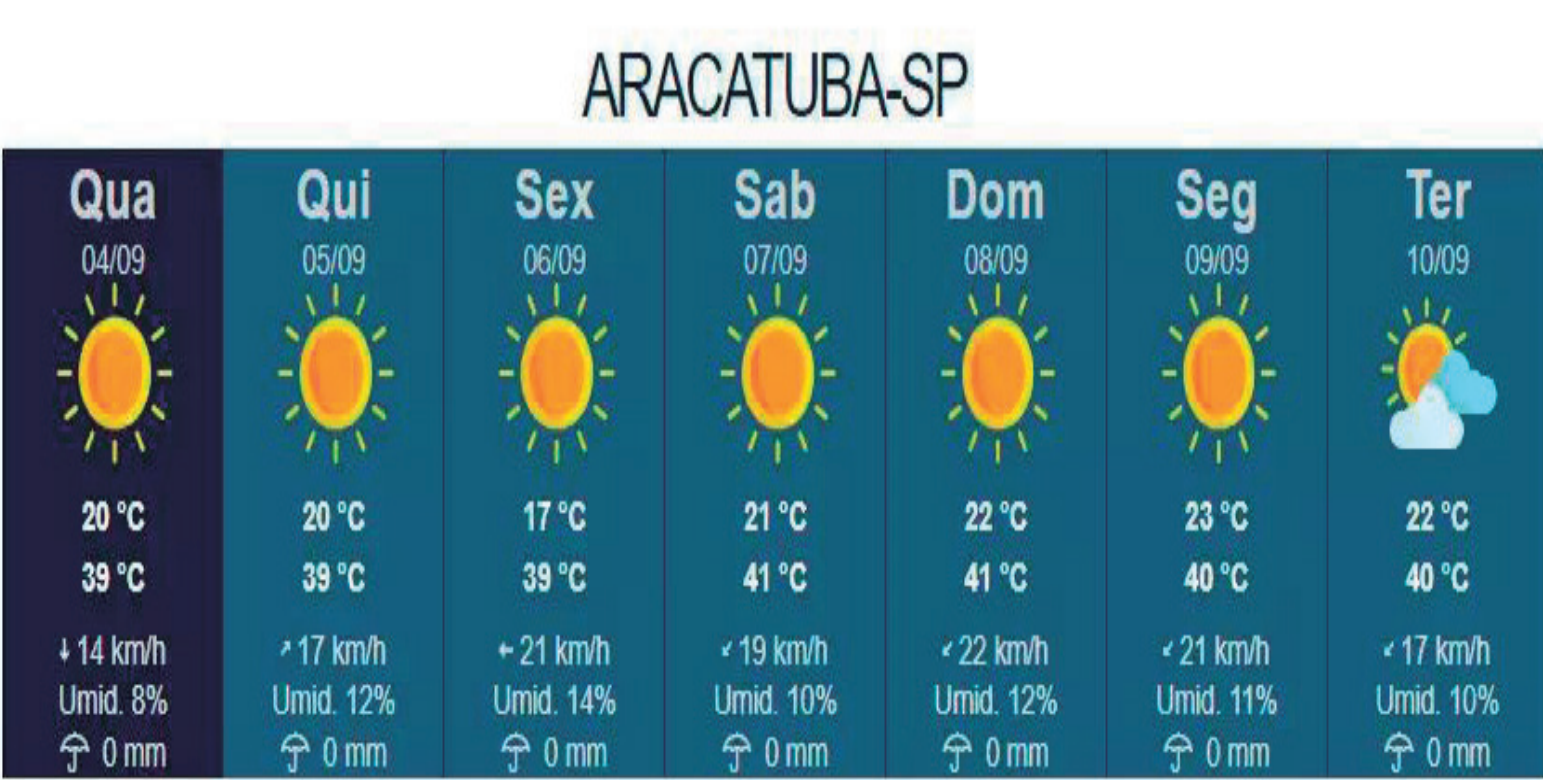 ARACATUBA-SP
Qua Qui Sex Sab Dom Seg Ter
04/09 05/09 06/09 07/09 08/09 09/09 10/09
20 °C 20 °C 17 °C 21 °C 22 °C 23 °C 22 °C
39 °C 39 °C 39 °C 41 °C 41 °C 40 °C 40 °C
14 km/h 17 km/h 21 km/h 19 km/h 22 km/h 21 km/h 17 km/h
Umid. 8% Umid. 12% Umid. 14% Umid. 10% Umid. 12% Umid. 11% Umid. 10%
0 mm 0 mm 0 mm 0 mm 0 mm 0 mm 0 mm